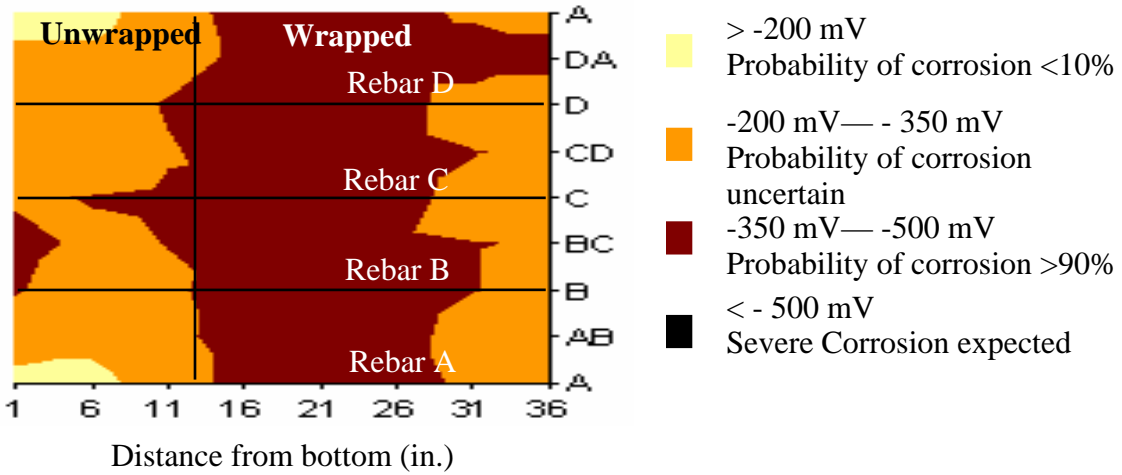 Unwrapped
Wrapped
Rebar D
Rebar C
Rebar B
Rebar A
A
DA
D
CD
C
BC
B
AB
A
1 6 11 16 21 26 31 36
Distance from bottom (in.)
> -200 mV
Probability of corrosion <10%
-200 mV— - 350 mV
Probability of corrosion
uncertain
-350 mV— -500 mV
Probability of corrosion >90%
< - 500 mV
Severe Corrosion expected